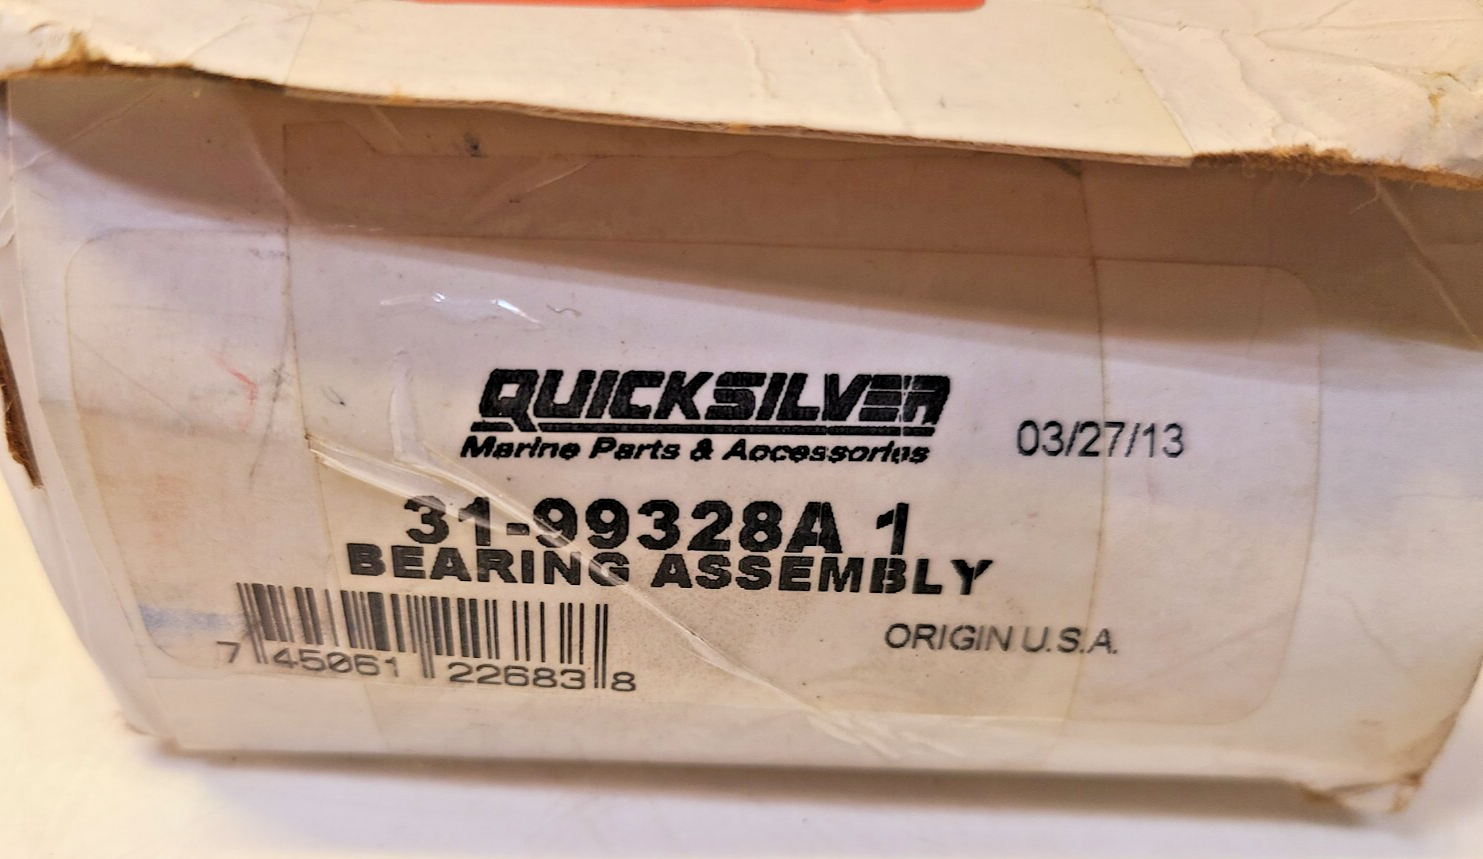 QUICKSILVER
Marine Parts & Accessories
03/27/13
31-99328A 1
BEARING ASSEMBLY
ORIGIN U.S.A.
7 45061 22683 8